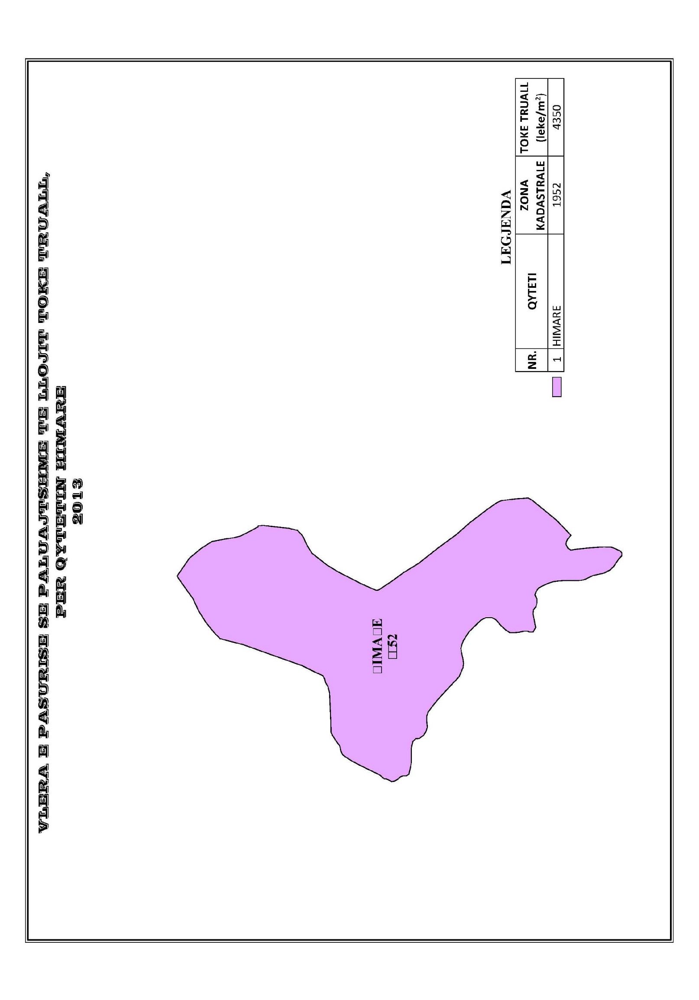 VLERA E PASURISE SE PALUAJTSHME TE LLOJIT TOKE TRUALL,
PER QYTETIN HIMARE
2013
□IMA□E
□□52
LEGJENDA
NR. QYTETI ZONA KADASTRALE TOKE TRUALL (leke/m²)
1 HIMARE 1952 4350